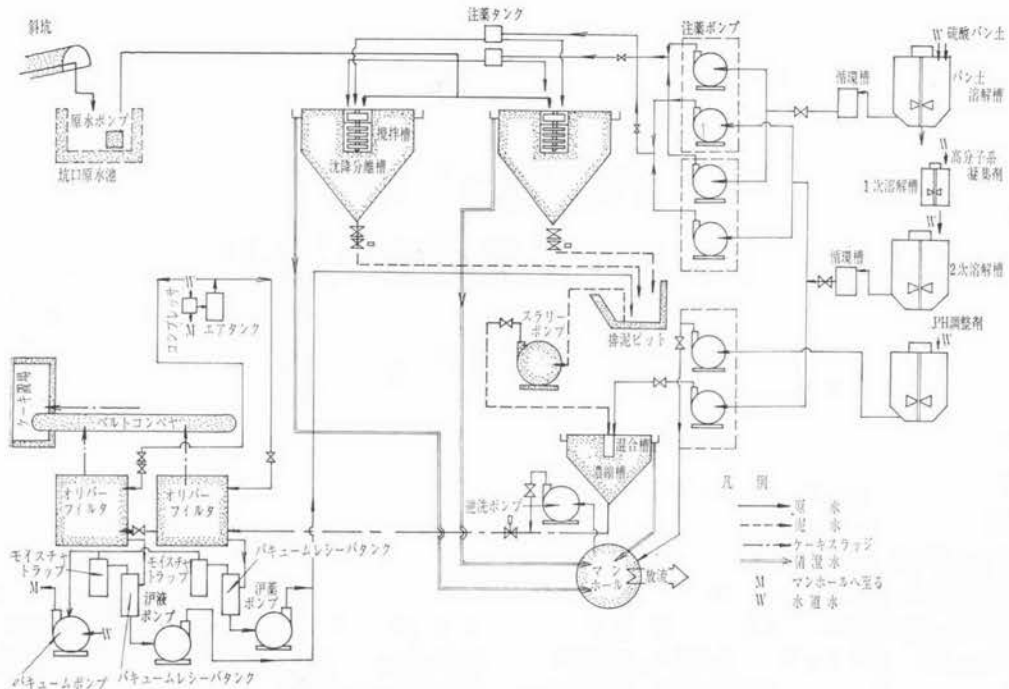 斜坑
原水ポンプ
坑口原水池
注薬タンク
注薬ポンプ
W 硫酸バン土
バン土
溶解槽
循環槽
W
高分子系
凝集剤
1次溶解槽
W
2次溶解槽
循環槽
PH調整剤
W
攪拌槽
沈降分離槽
スラリー
ポンプ
排泥ピット
混合槽
濃縮槽
逆洗ポンプ
マン
ホール
放流
コンプレッサ
W
M
エアタンク
ケーキ置場
ベルトコンベヤ
オリバー
フィルタ
オリバー
フィルタ
モイスチャ
トラップ
モイスチャ
トラップ
バキュームレシーバタンク
M
W
沪液
ポンプ
沪薬
ポンプ
バキュームポンプ
バキュームレシーバタンク
凡例
原水
泥水
ケーキスラッジ
清澄水
M マンホールへ至る
W 水道水